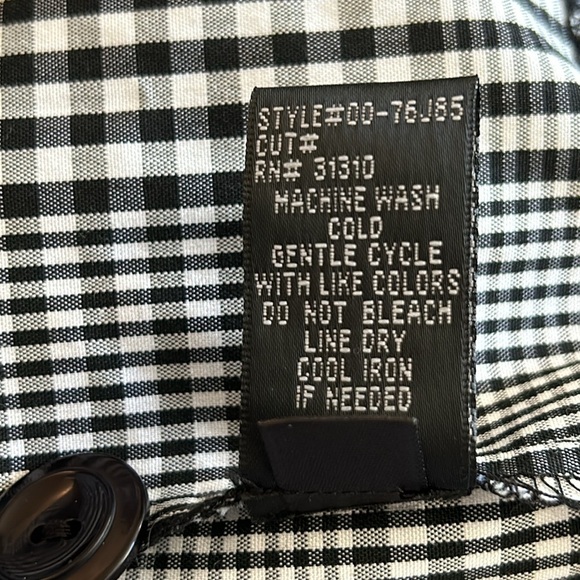 STYLE#00-76J85
CUT#
RN# 31310
MACHINE WASH
COLD
GENTLE CYCLE
WITH LIKE COLORS
DO NOT BLEACH
LINE DRY
COOL IRON
IF NEEDED